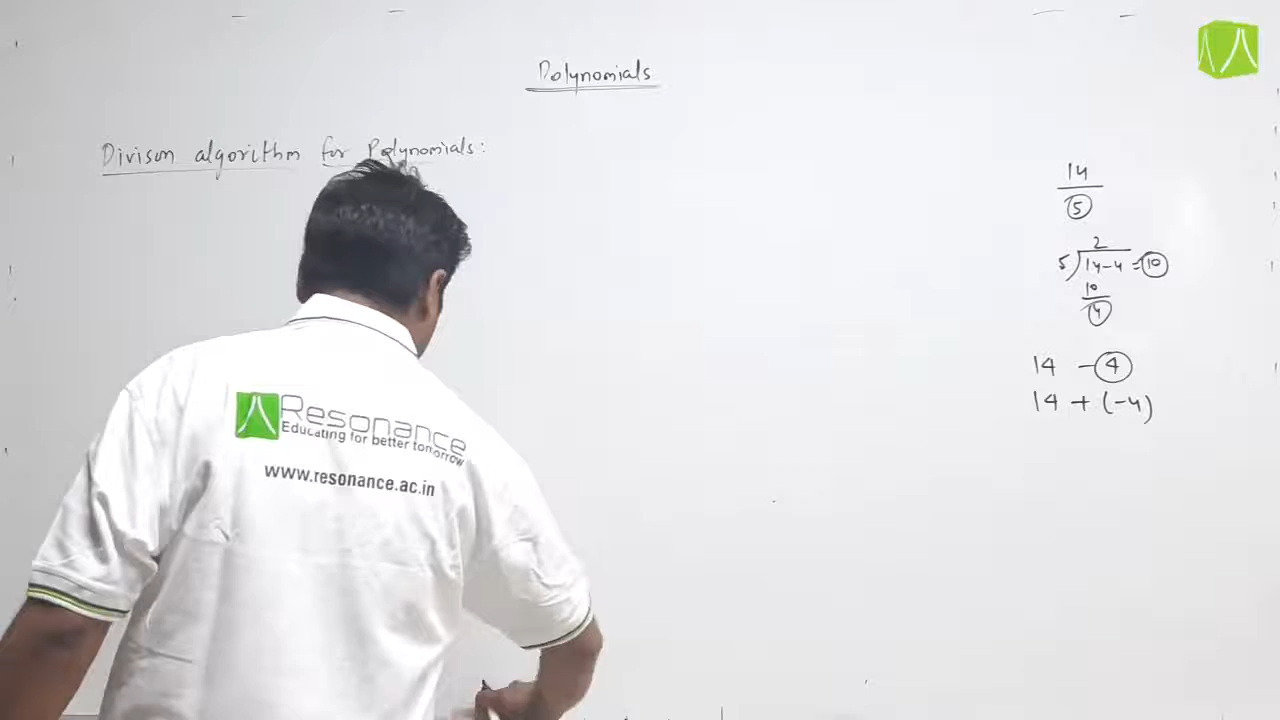 Polynomials
Divison algorithm for Polynomials:
14
5
2
5)14-4=10
10
4
14 -4
14 + (-4)
Resonance
Educating for better tomorrow
www.resonance.ac.in